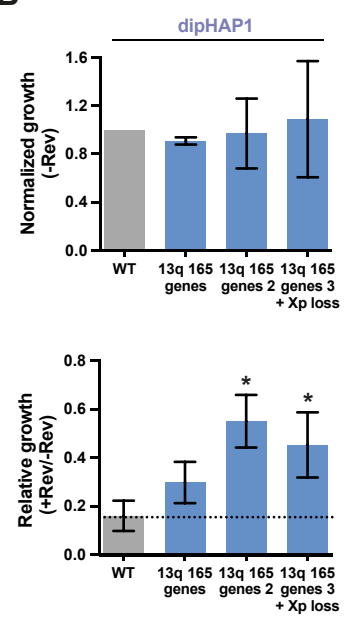 dipHAP1
Normalized growth
(-Rev)
1.6
1.2
0.8
0.4
0.0
WT
13q 165
genes
13q 165
genes 2
13q 165
genes 3
+ Xp loss
Relative growth
(+Rev/-Rev)
0.8
0.6
0.4
0.2
0.0
*
*
WT
13q 165
genes
13q 165
genes 2
13q 165
genes 3
+ Xp loss